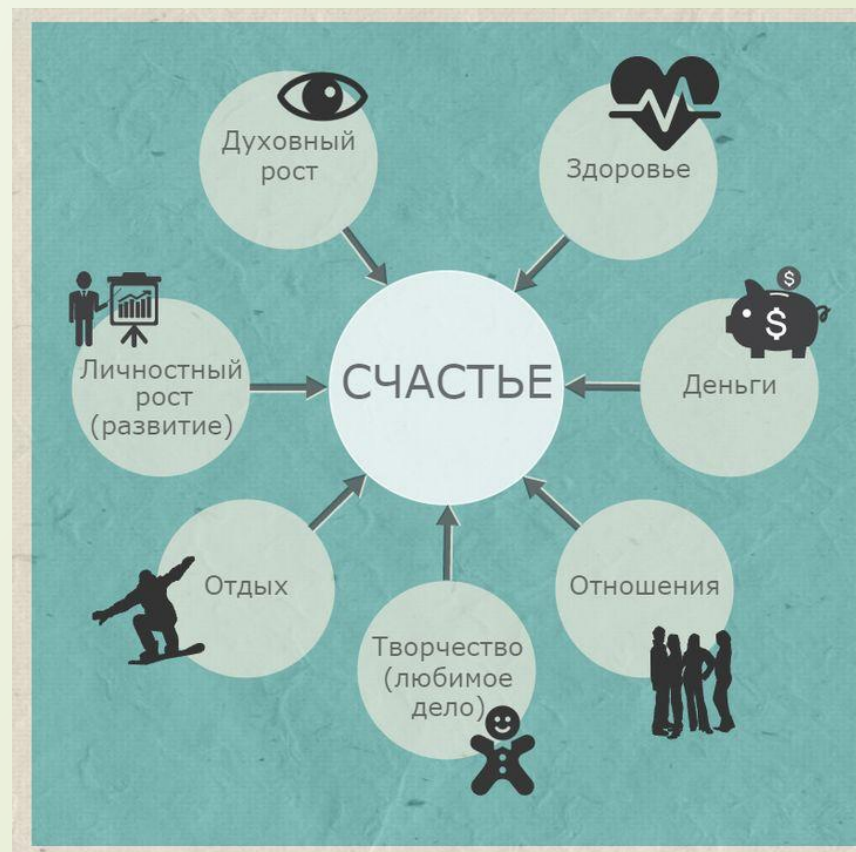 Духовный
рост
Здоровье
Личностный
рост
(развитие)
СЧАСТЬЕ
$
$
Деньги
Отдых
Творчество
(любимое
дело)
Отношения